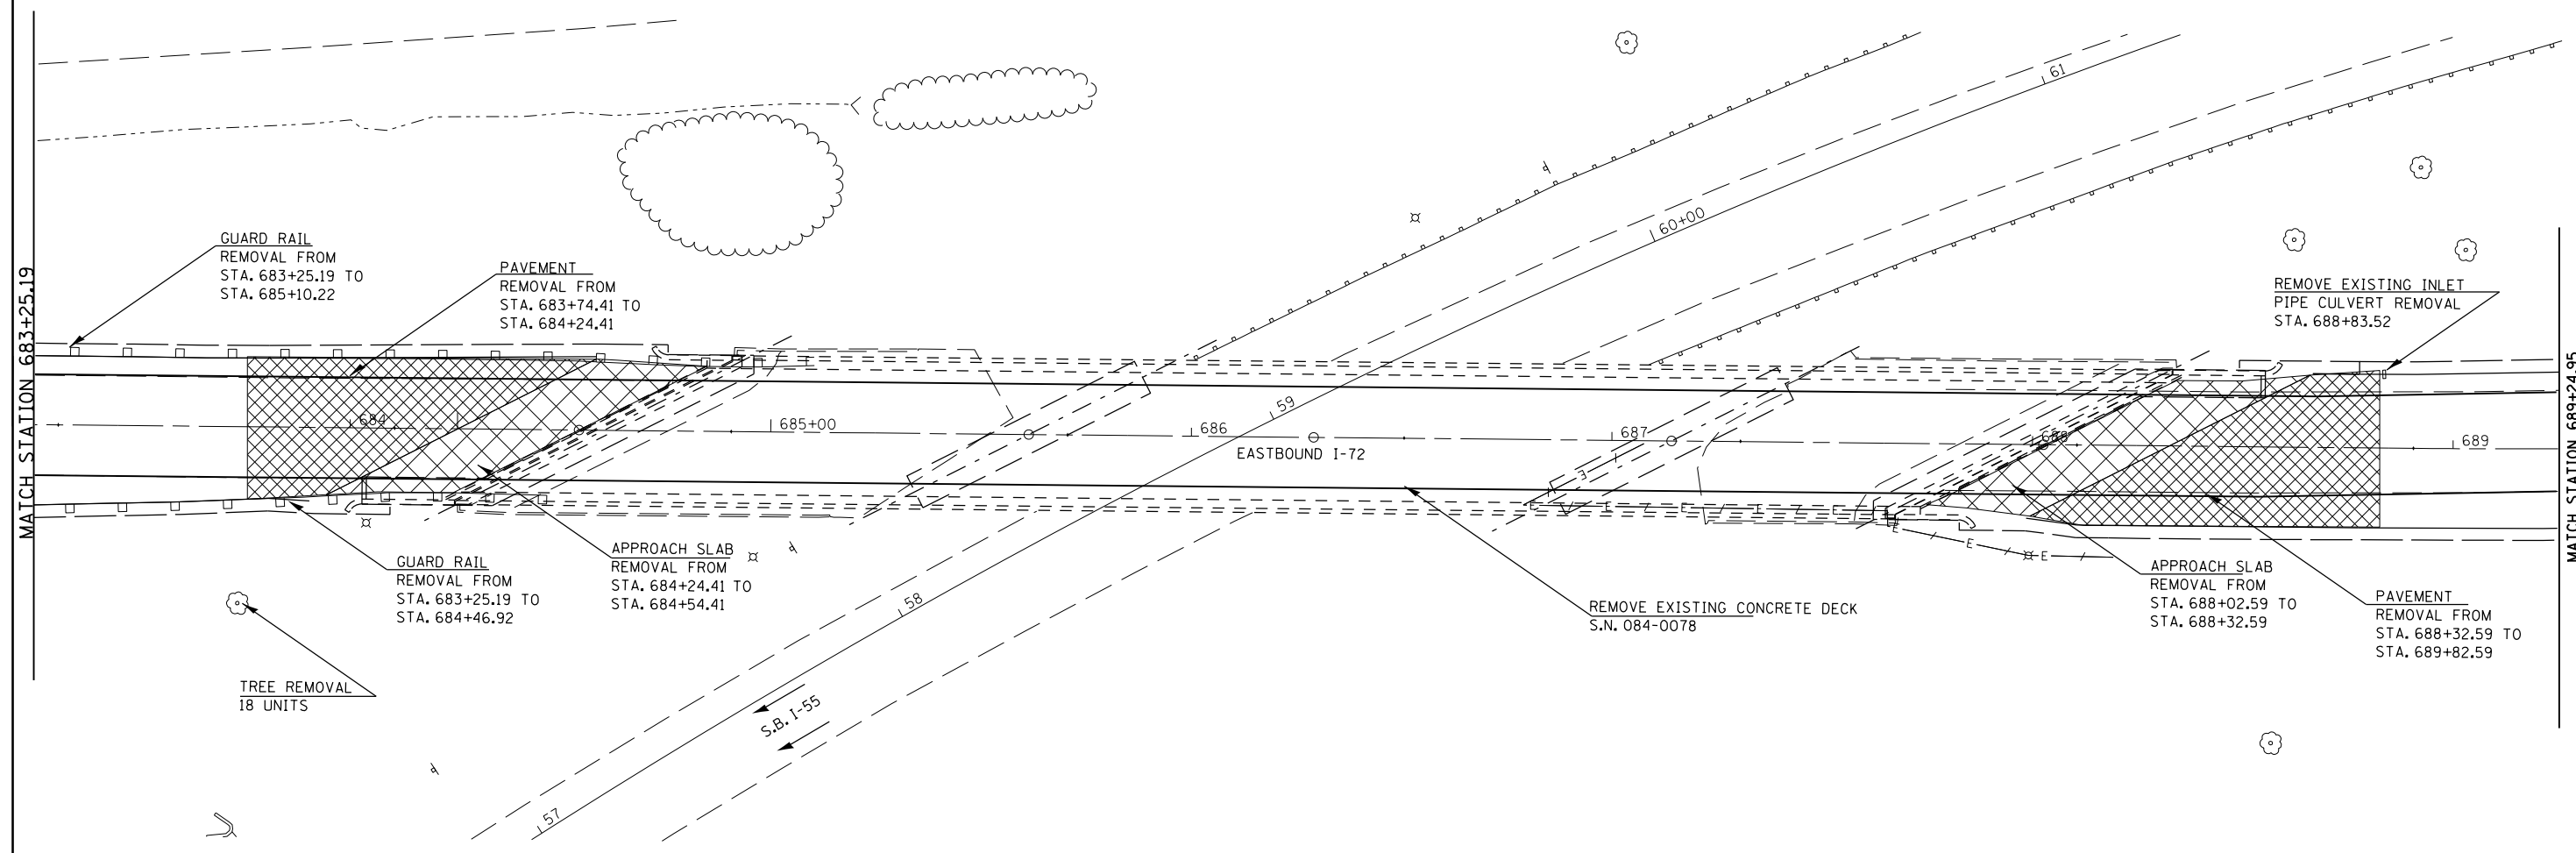 MATCH STATION 683+25.19
GUARD RAIL
REMOVAL FROM
STA. 683+25.19 TO
STA. 685+10.22
PAVEMENT
REMOVAL FROM
STA. 683+74.41 TO
STA. 684+24.41
61
60+00
REMOVE EXISTING INLET
PIPE CULVERT REMOVAL
STA. 688+83.52
684
685+00
686
59
687
688
689
EASTBOUND I-72
MATCH STATION 689+24.95
E
E
E
E
E
E
E
E
E
E
GUARD RAIL
REMOVAL FROM
STA. 683+25.19 TO
STA. 684+46.92
APPROACH SLAB
REMOVAL FROM
STA. 684+24.41 TO
STA. 684+54.41
58
REMOVE EXISTING CONCRETE DECK
S.N. 084-0078
APPROACH SLAB
REMOVAL FROM
STA. 688+02.59 TO
STA. 688+32.59
PAVEMENT
REMOVAL FROM
STA. 688+32.59 TO
STA. 689+82.59
TREE REMOVAL
18 UNITS
S.B. I-55
57